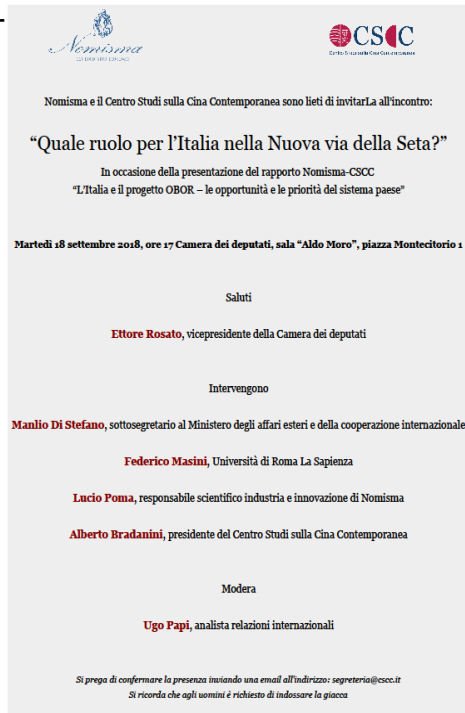 Nomisma
CSCC
Centro Studi sulla Cina Contemporanea
Nomisma e il Centro Studi sulla Cina Contemporanea sono lieti di invitarLa all'incontro:
“Quale ruolo per l'Italia nella Nuova via della Seta?”
In occasione della presentazione del rapporto Nomisma-CSCC
“L'Italia e il progetto OBOR – le opportunità e le priorità del sistema paese”
Martedì 18 settembre 2018, ore 17 Camera dei deputati, sala “Aldo Moro”, piazza Montecitorio 1
Saluti
Ettore Rosato, vicepresidente della Camera dei deputati
Intervengono
Manlio Di Stefano, sottosegretario al Ministero degli affari esteri e della cooperazione internazionale
Federico Masini, Università di Roma La Sapienza
Lucio Poma, responsabile scientifico industria e innovazione di Nomisma
Alberto Bradanini, presidente del Centro Studi sulla Cina Contemporanea
Modera
Ugo Papi, analista relazioni internazionali
Si prega di confermare la presenza inviando una email all'indirizzo: segreteria@cscc.it
Si ricorda che agli uomini è richiesto di indossare la giacca